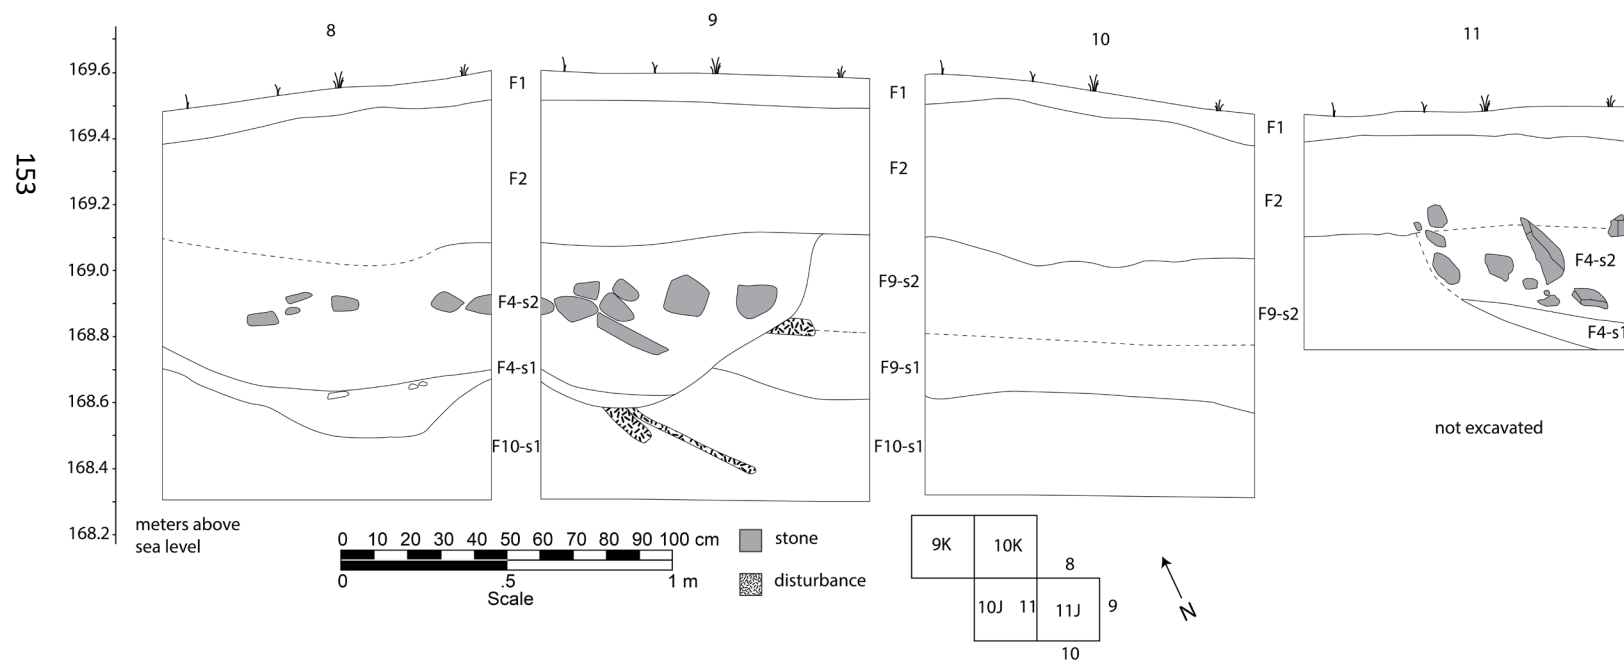 8
9
10
11
169.6
169.4
169.2
169.0
168.8
168.6
168.4
168.2
153
F1
F2
F4-s2
F4-s1
F10-s1
F1
F2
F9-s2
F9-s1
F10-s1
F1
F2
F9-s2
F4-s2
F4-s1
not excavated
meters above
sea level
0 10 20 30 40 50 60 70 80 90 100 cm
0 .5 1 m
Scale
stone
disturbance
9K 10K
8
10J 11 11J 9
10
N